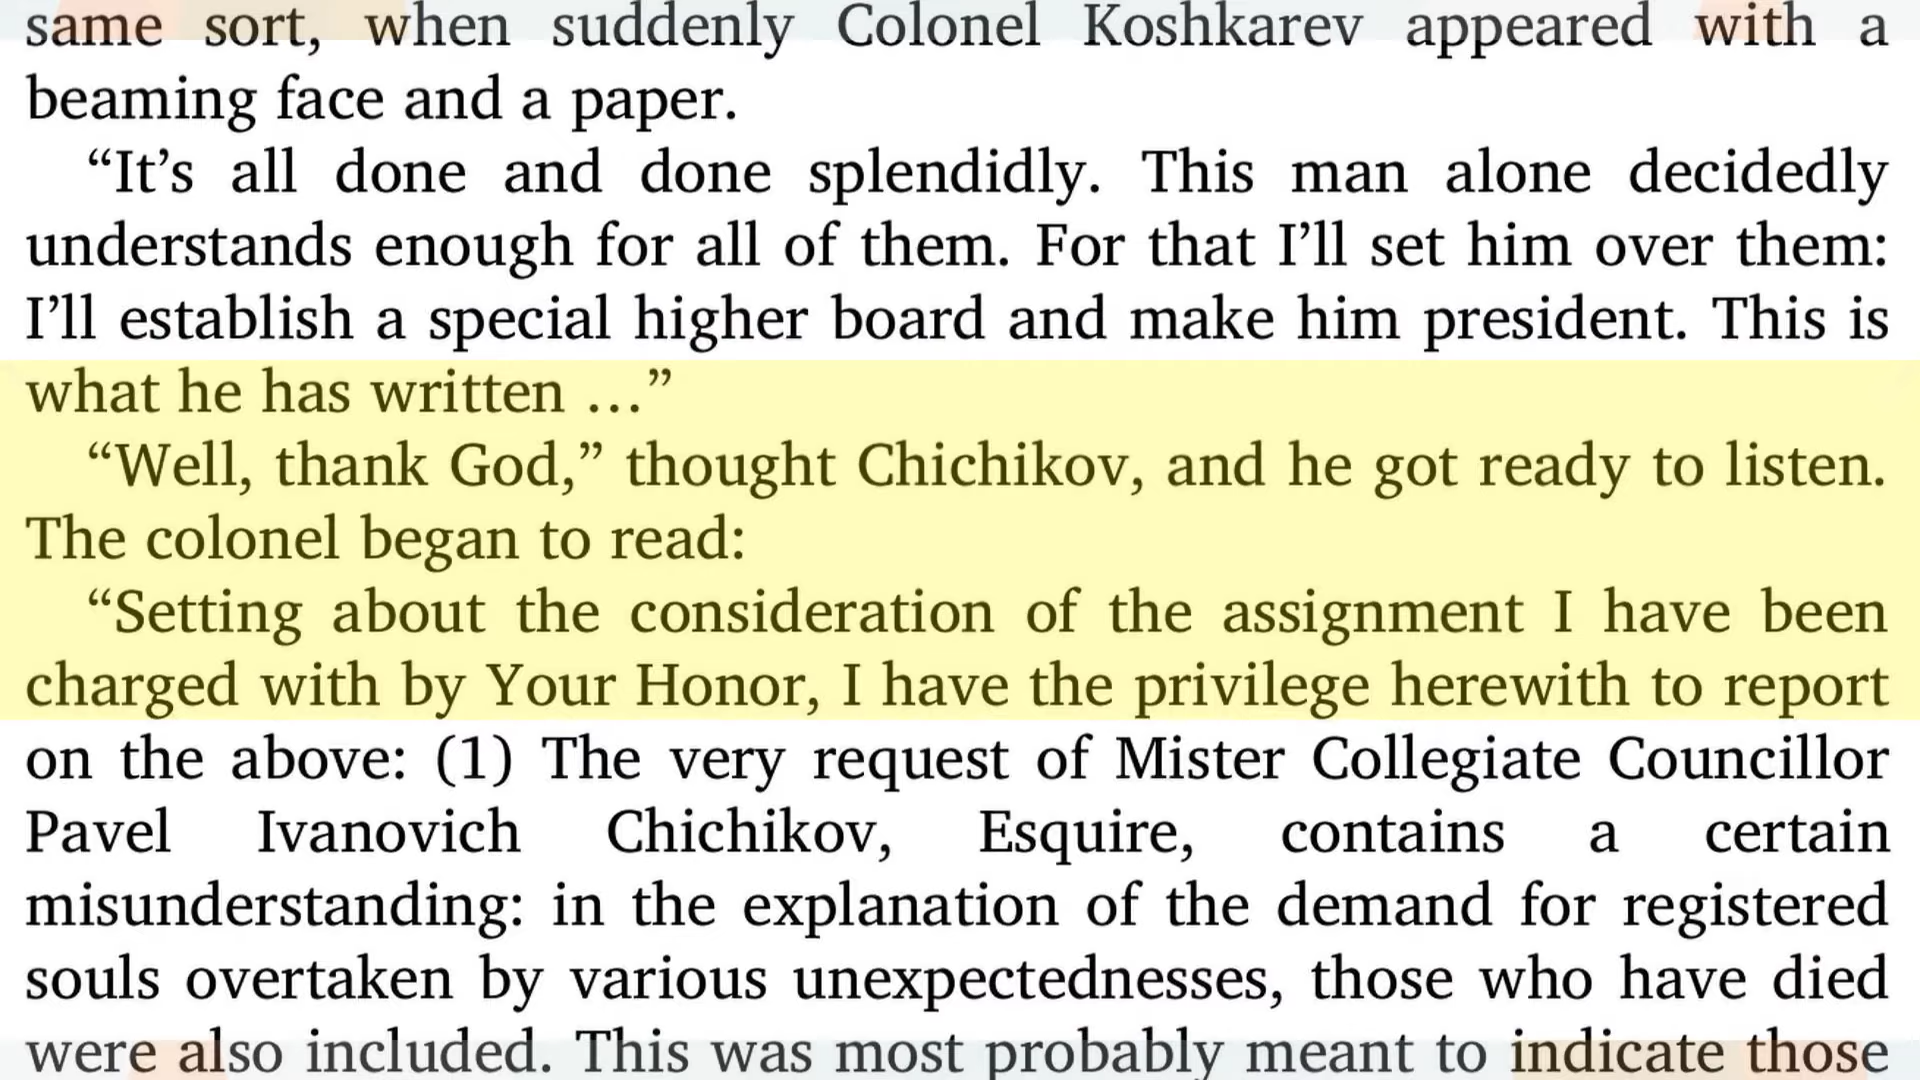 same sort, when suddenly Colonel Koshkarev appeared with a
beaming face and a paper.
“It’s all done and done splendidly. This man alone decidedly
understands enough for all of them. For that I’ll set him over them:
I’ll establish a special higher board and make him president. This is
what he has written …”
“Well, thank God,” thought Chichikov, and he got ready to listen.
The colonel began to read:
“Setting about the consideration of the assignment I have been
charged with by Your Honor, I have the privilege herewith to report
on the above: (1) The very request of Mister Collegiate Councillor
Pavel Ivanovich Chichikov, Esquire, contains a certain
misunderstanding: in the explanation of the demand for registered
souls overtaken by various unexpectednesses, those who have died
were also included. This was most probably meant to indicate those